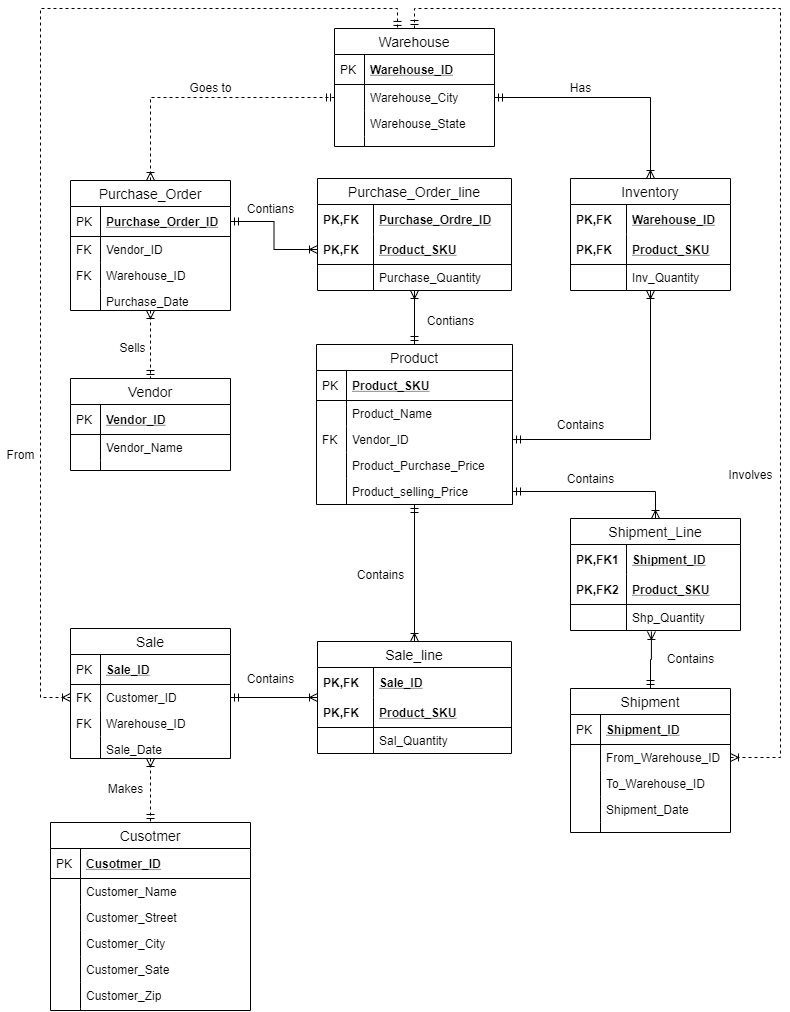 Warehouse
PK Warehouse_ID
Warehouse_City
Warehouse_State
Goes to
Has
Purchase_Order
PK Purchase_Order_ID
FK Vendor_ID
FK Warehouse_ID
Purchase_Date
Contians
Purchase_Order_line
PK,FK Purchase_Ordre_ID
PK,FK Product_SKU
Purchase_Quantity
Inventory
PK,FK Warehouse_ID
PK,FK Product_SKU
Inv_Quantity
Sells
Contians
Vendor
PK Vendor_ID
Vendor_Name
Product
PK Product_SKU
Product_Name
FK Vendor_ID
Product_Purchase_Price
Product_selling_Price
Contains
From
Contains
Involves
Shipment_Line
PK,FK1 Shipment_ID
PK,FK2 Product_SKU
Shp_Quantity
Contains
Sale
PK Sale_ID
FK Customer_ID
FK Warehouse_ID
Sale_Date
Contains
Sale_line
PK,FK Sale_ID
PK,FK Product_SKU
Sal_Quantity
Contains
Shipment
PK Shipment_ID
From_Warehouse_ID
To_Warehouse_ID
Shipment_Date
Makes
Cusotmer
PK Cusotmer_ID
Customer_Name
Customer_Street
Customer_City
Customer_Sate
Customer_Zip